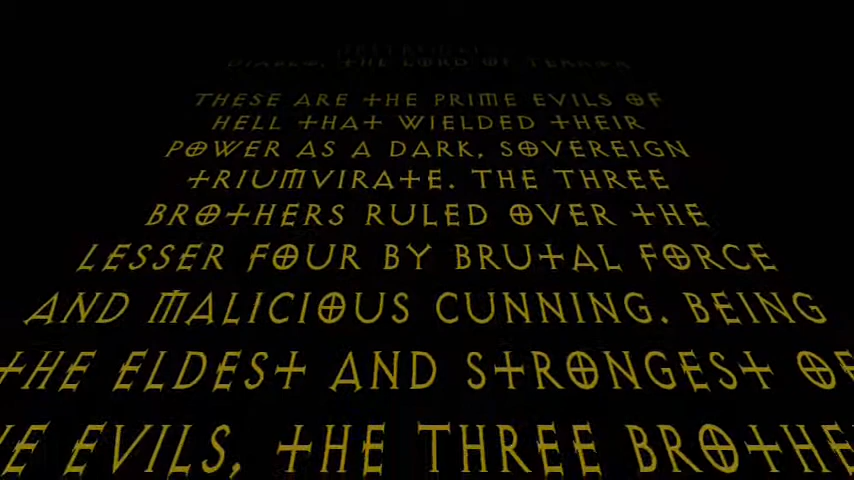 DIABLO, THE LORD OF TERROR
THESE ARE THE PRIME EVILS OF
HELL THAT WIELDED THEIR
POWER AS A DARK, SOVEREIGN
TRIUMVIRATE. THE THREE
BROTHERS RULED OVER THE
LESSER FOUR BY BRUTAL FORCE
AND MALICIOUS CUNNING. BEING
THE ELDEST AND STRONGEST OF
EVILS, THE THREE